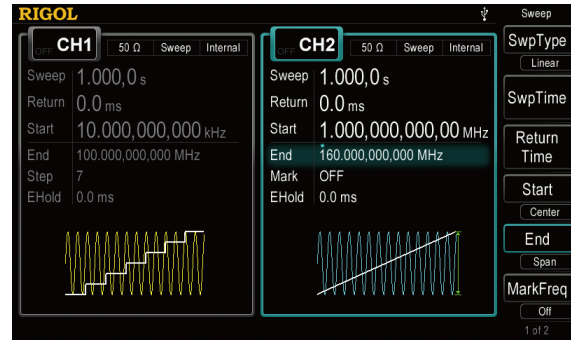 RIGOL
Sweep
OFF CH1 50 Ω Sweep Internal
Sweep 1.000,0 s
Return 0.0 ms
Start 10.000,000,000 kHz
End 100.000,000,000 MHz
Step 7
EHold 0.0 ms
OFF CH2 50 Ω Sweep Internal
Sweep 1.000,0 s
Return 0.0 ms
Start 1.000,000,000,00 MHz
End 160.000,000,000 MHz
Mark OFF
EHold 0.0 ms
SwpType
Linear
SwpTime
Return
Time
Start
Center
End
Span
MarkFreq
Off
1 of 2